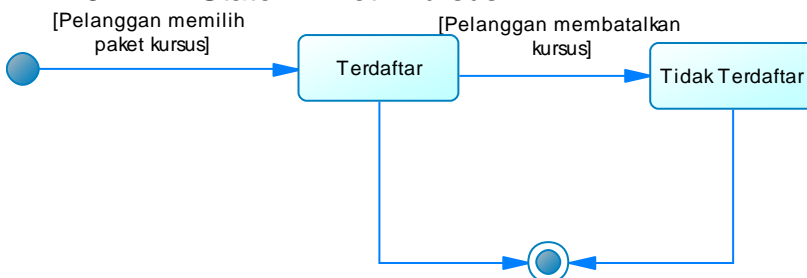 [Pelanggan memilih
paket kursus]
[Pelanggan membatalkan
kursus]
Terdaftar
Tidak Terdaftar